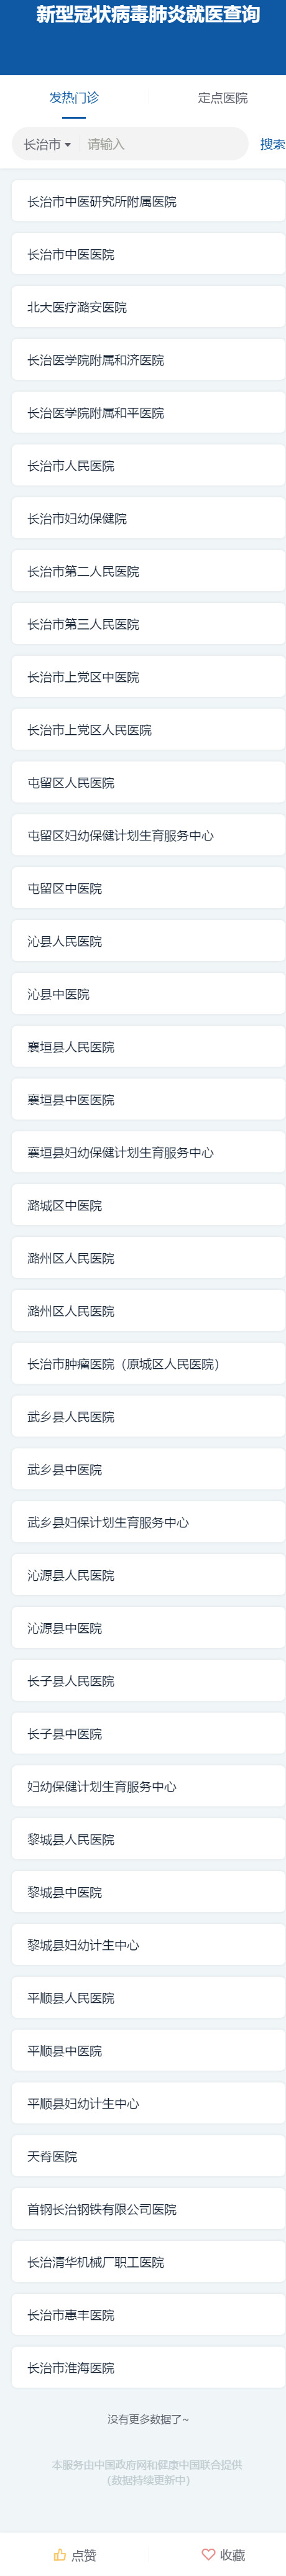 新型冠状病毒肺炎就医查询
发热门诊 定点医院
长治市 请输入 搜索
长治市中医研究所附属医院
长治市中医医院
北大医疗潞安医院
长治医学院附属和济医院
长治医学院附属和平医院
长治市人民医院
长治市妇幼保健院
长治市第二人民医院
长治市第三人民医院
长治市上党区中医院
长治市上党区人民医院
屯留区人民医院
屯留区妇幼保健计划生育服务中心
屯留区中医院
沁县人民医院
沁县中医院
襄垣县人民医院
襄垣县中医医院
襄垣县妇幼保健计划生育服务中心
潞城区中医院
潞州区人民医院
潞州区人民医院
长治市肿瘤医院（原城区人民医院）
武乡县人民医院
武乡县中医院
武乡县妇保计划生育服务中心
沁源县人民医院
沁源县中医院
长子县人民医院
长子县中医院
妇幼保健计划生育服务中心
黎城县人民医院
黎城县中医院
黎城县妇幼计生中心
平顺县人民医院
平顺县中医院
平顺县妇幼计生中心
天脊医院
首钢长治钢铁有限公司医院
长治清华机械厂职工医院
长治市惠丰医院
长治市淮海医院
没有更多数据了~
本服务由中国政府网和健康中国联合提供
（数据持续更新中）
点赞 收藏